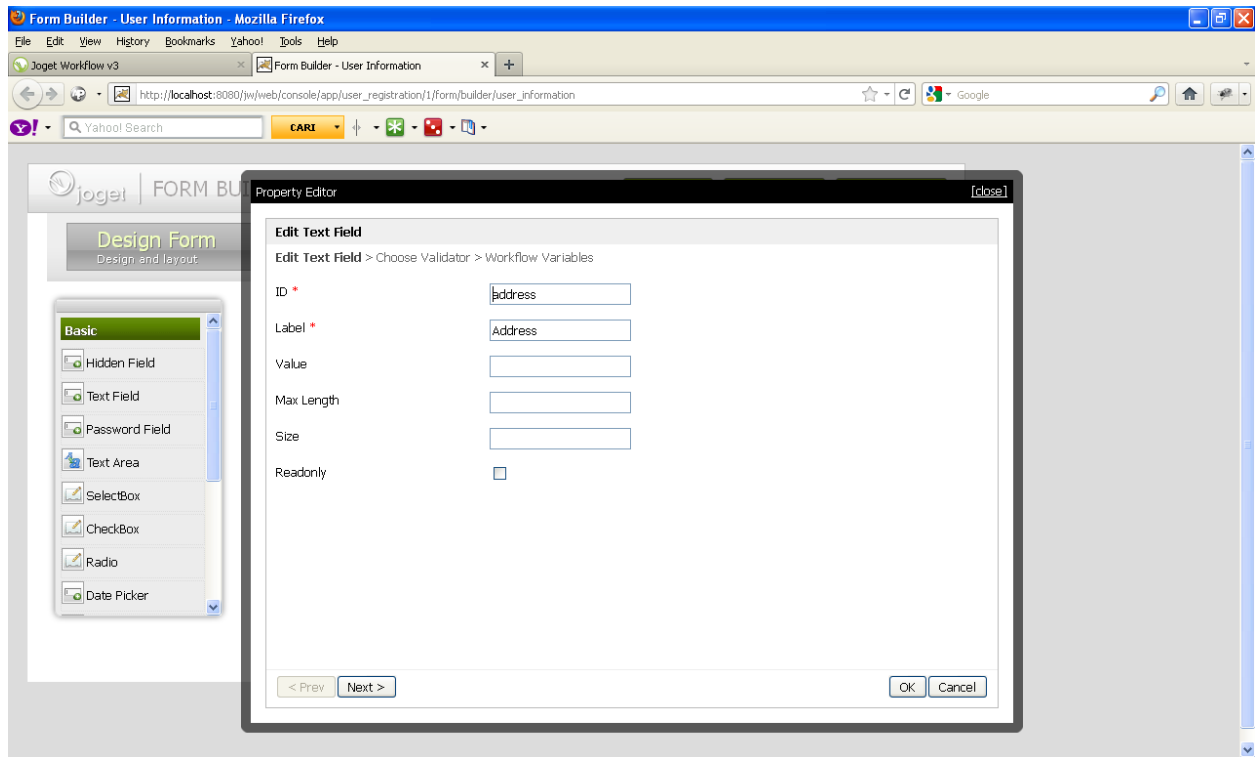 Form Builder - User Information - Mozilla Firefox
File Edit View History Bookmarks Yahoo! Tools Help
Joget Workflow v3 × Form Builder - User Information × +
http://localhost:8080/jw/web/console/app/user_registration/1/form/builder/user_information Google
Y! Yahoo! Search CARI
joget FORM BUI
Property Editor [close]
Design Form
Design and layout
Edit Text Field
Edit Text Field > Choose Validator > Workflow Variables
ID * address
Label * Address
Value
Max Length
Size
Readonly
Basic
Hidden Field
Text Field
Password Field
Text Area
SelectBox
CheckBox
Radio
Date Picker
< Prev Next > OK Cancel